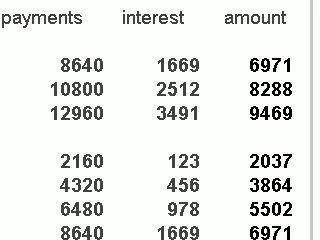 payments interest amount
8640 1669 6971
10800 2512 8288
12960 3491 9469
2160 123 2037
4320 456 3864
6480 978 5502
8640 1669 6971